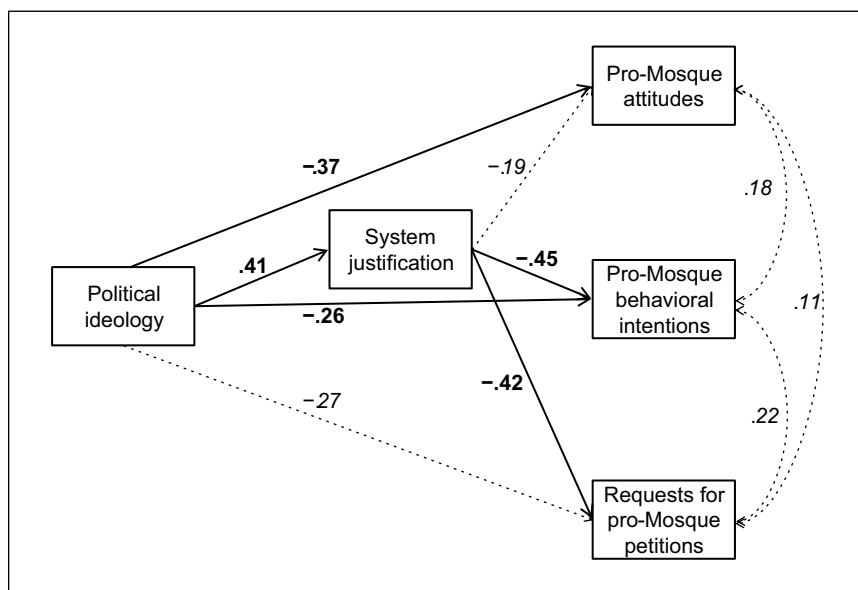 Pro-Mosque
attitudes
−.37
−.19
.18
System
justification
.41
−.45
Pro-Mosque
behavioral
intentions
Political
ideology
−.26
.11
−.42
−.27
.22
Requests for
pro-Mosque
petitions